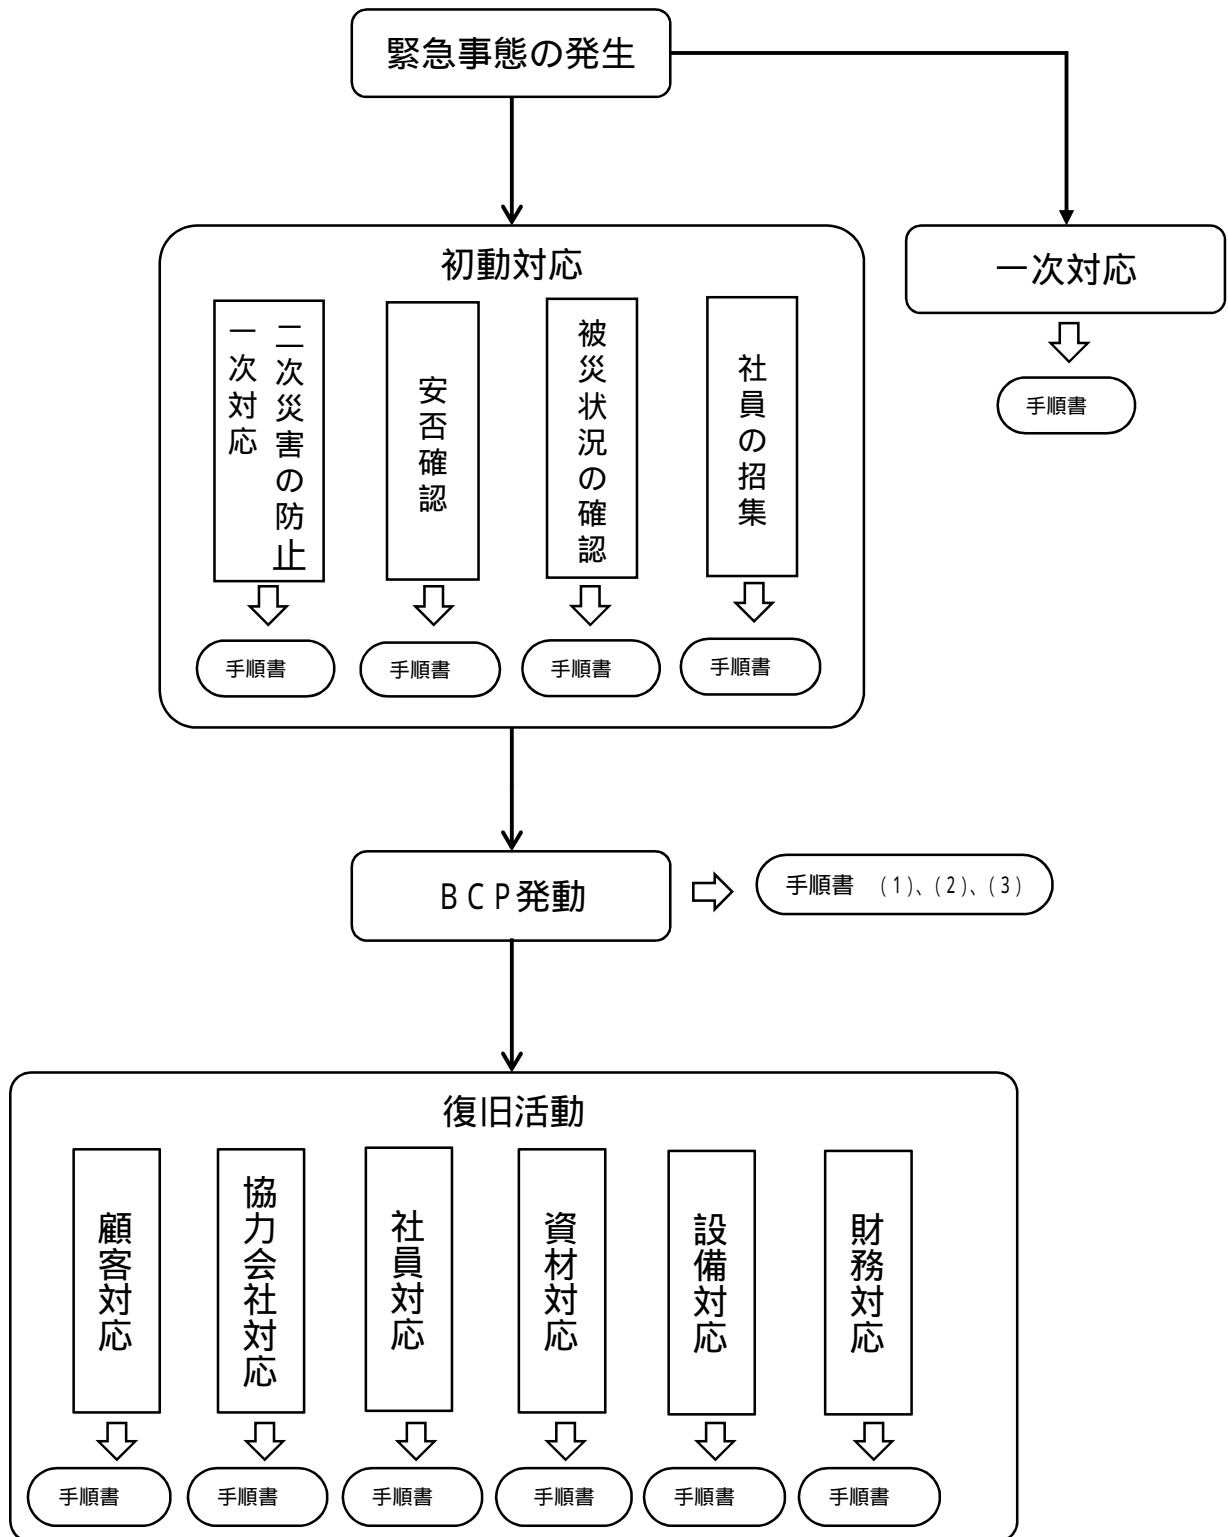 緊急事態の発生
初動対応
一次対応
二次災害の防止
一次対応
安否確認
被災状況の確認
社員の招集
手順書
手順書
手順書
手順書
手順書
BCP発動
手順書 (1)、(2)、(3)
復旧活動
顧客対応
協力会社対応
社員対応
資材対応
設備対応
財務対応
手順書
手順書
手順書
手順書
手順書
手順書